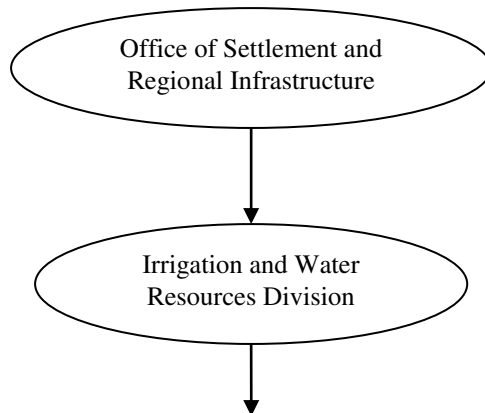 Office of Settlement and
Regional Infrastructure
Irrigation and Water
Resources Division